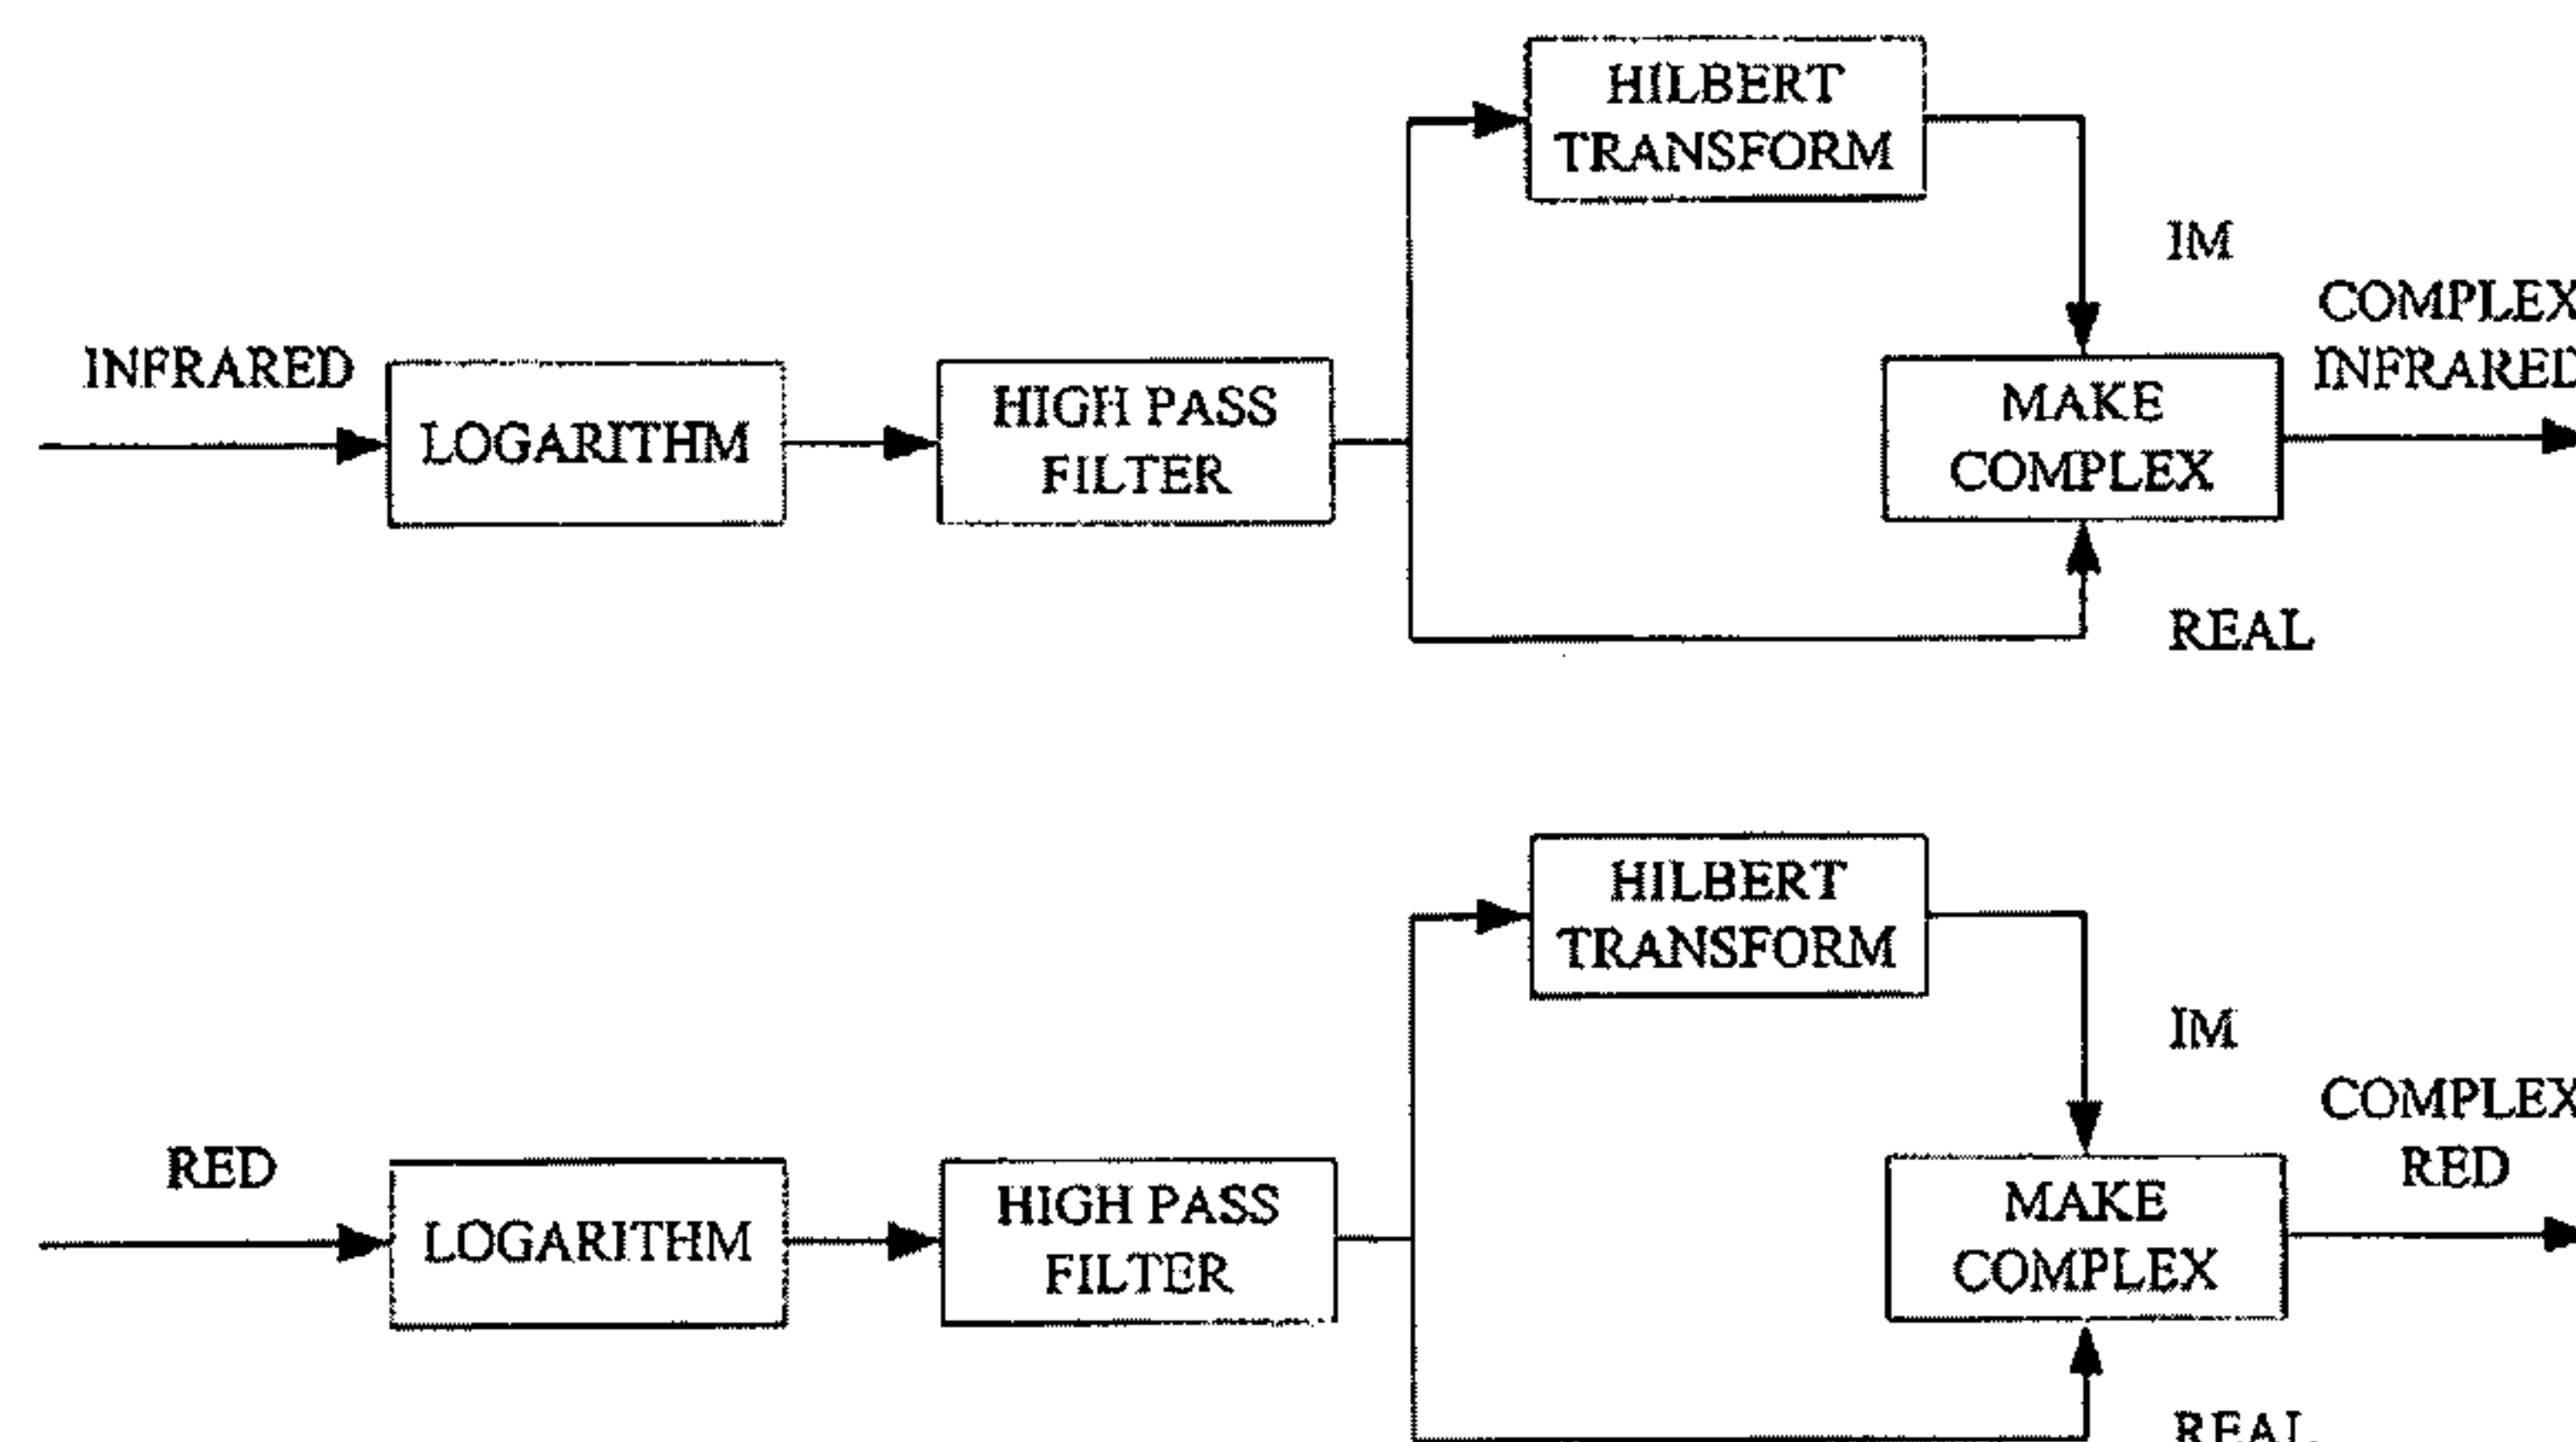 HILBERT
TRANSFORM
IM
COMPLEX
INFRARED
INFRARED
LOGARITHM
HIGH PASS
FILTER
MAKE
COMPLEX
REAL
HILBERT
TRANSFORM
IM
COMPLEX
RED
RED
LOGARITHM
HIGH PASS
FILTER
MAKE
COMPLEX
REAL